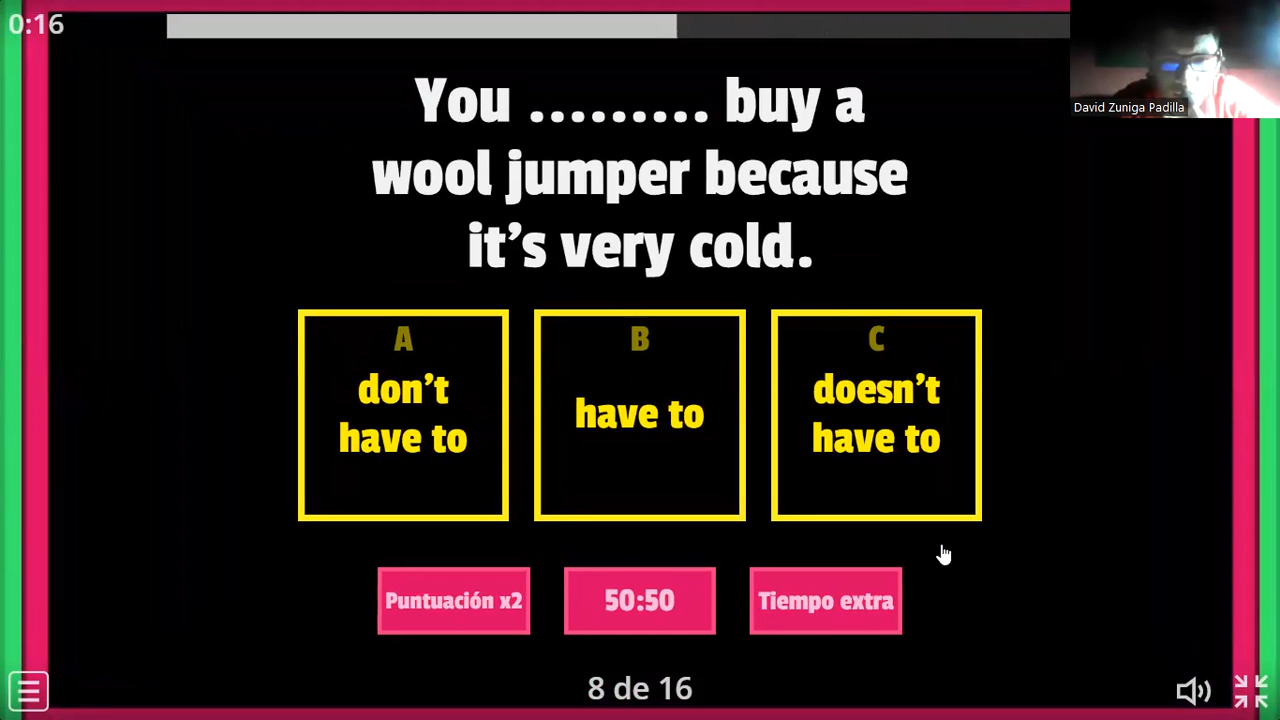 0:16
David Zuniga Padilla
You ......... buy a
wool jumper because
it's very cold.
A
don't
have to
B
have to
C
doesn't
have to
Puntuación x2
50:50
Tiempo extra
8 de 16